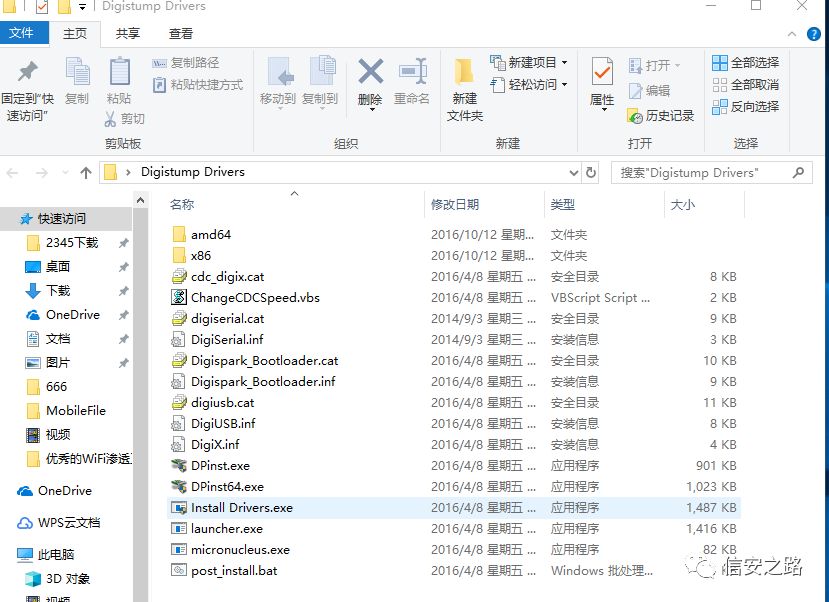 Digistump Drivers
文件 主页 共享 查看
固定到"快速访问"
复制
粘贴
复制路径
粘贴快捷方式
剪切
剪贴板
移动到 复制到 删除 重命名
组织
新建文件夹
新建项目
轻松访问
新建
属性
打开
编辑
历史记录
打开
全部选择
全部取消
反向选择
选择
Digistump Drivers
搜索"Digistump Drivers"
快速访问
2345下载
桌面
下载
OneDrive
文档
图片
666
MobileFile
视频
优秀的WiFi渗透
OneDrive
WPS云文档
此电脑
3D 对象
视频
名称 修改日期 类型 大小
amd64 2016/10/12 星期... 文件夹
x86 2016/10/12 星期... 文件夹
cdc_digix.cat 2016/4/8 星期五 ... 安全目录 8 KB
ChangeCDCSpeed.vbs 2016/4/8 星期五 ... VBScript Script ... 2 KB
digiserial.cat 2014/9/3 星期三 ... 安全目录 9 KB
DigiSerial.inf 2014/9/3 星期三 ... 安装信息 3 KB
Digispark_Bootloader.cat 2016/4/8 星期五 ... 安全目录 10 KB
Digispark_Bootloader.inf 2016/4/8 星期五 ... 安装信息 9 KB
digiusb.cat 2016/4/8 星期五 ... 安全目录 11 KB
DigiUSB.inf 2016/4/8 星期五 ... 安装信息 8 KB
DigiX.inf 2016/4/8 星期五 ... 安装信息 4 KB
DPinst.exe 2016/4/8 星期五 ... 应用程序 901 KB
DPinst64.exe 2016/4/8 星期五 ... 应用程序 1,023 KB
Install Drivers.exe 2016/4/8 星期五 ... 应用程序 1,487 KB
launcher.exe 2016/4/8 星期五 ... 应用程序 1,416 KB
micronucleus.exe 2016/4/8 星期五 ... 应用程序 82 KB
post_install.bat 2016/4/8 星期五 ... Windows 批处理...
信安之路